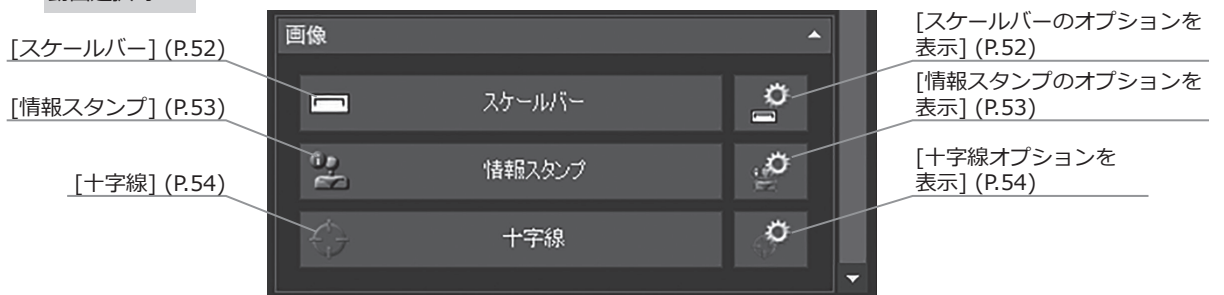 [スケールバー] (P.52)
[情報スタンプ] (P.53)
[十字線] (P.54)
画像
スケールバー
情報スタンプ
十字線
[スケールバーのオプションを
表示] (P.52)
[情報スタンプのオプションを
表示] (P.53)
[十字線オプションを
表示] (P.54)